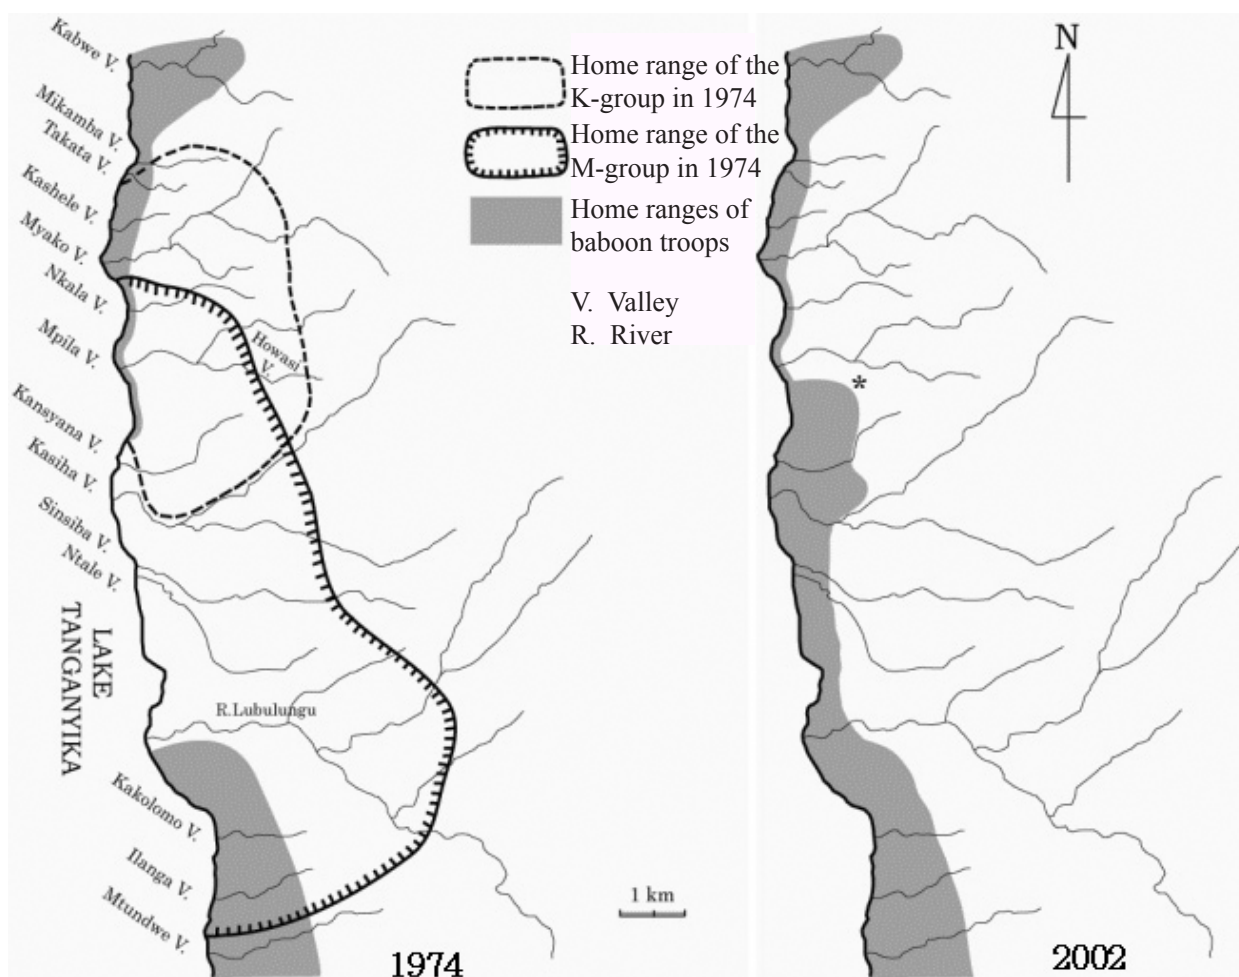 Kabwe V.
Mikamba V.
Takata V.
Kashele V.
Myako V.
Nkala V.
Mpila V.
Kansyana V.
Kasiha V.
Sinsiba V.
Ntale V.
LAKE
TANGANYIKA
Kakolomo V.
Ilanga V.
Mtundwe V.
Howasi
V.
R.Lubulungu
1 km
1974
Home range of the
K-group in 1974
Home range of the
M-group in 1974
Home ranges of
baboon troops
V. Valley
R. River
N
*
2002